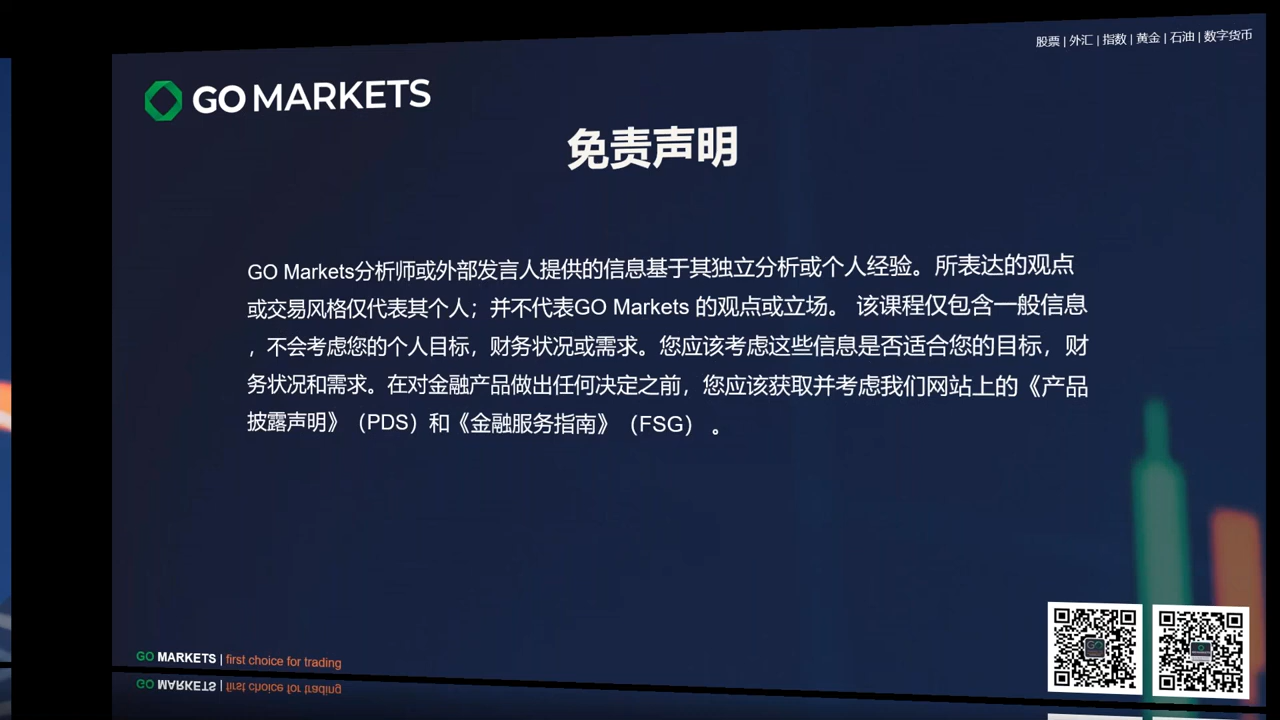 股票 | 外汇 | 指数 | 黄金 | 石油 | 数字货币
GO MARKETS
免责声明
GO Markets分析师或外部发言人提供的信息基于其独立分析或个人经验。所表达的观点
或交易风格仅代表其个人；并不代表GO Markets 的观点或立场。 该课程仅包含一般信息
，不会考虑您的个人目标，财务状况或需求。您应该考虑这些信息是否适合您的目标，财
务状况和需求。在对金融产品做出任何决定之前，您应该获取并考虑我们网站上的《产品
披露声明》（PDS）和《金融服务指南》（FSG） 。
GO MARKETS | first choice for trading